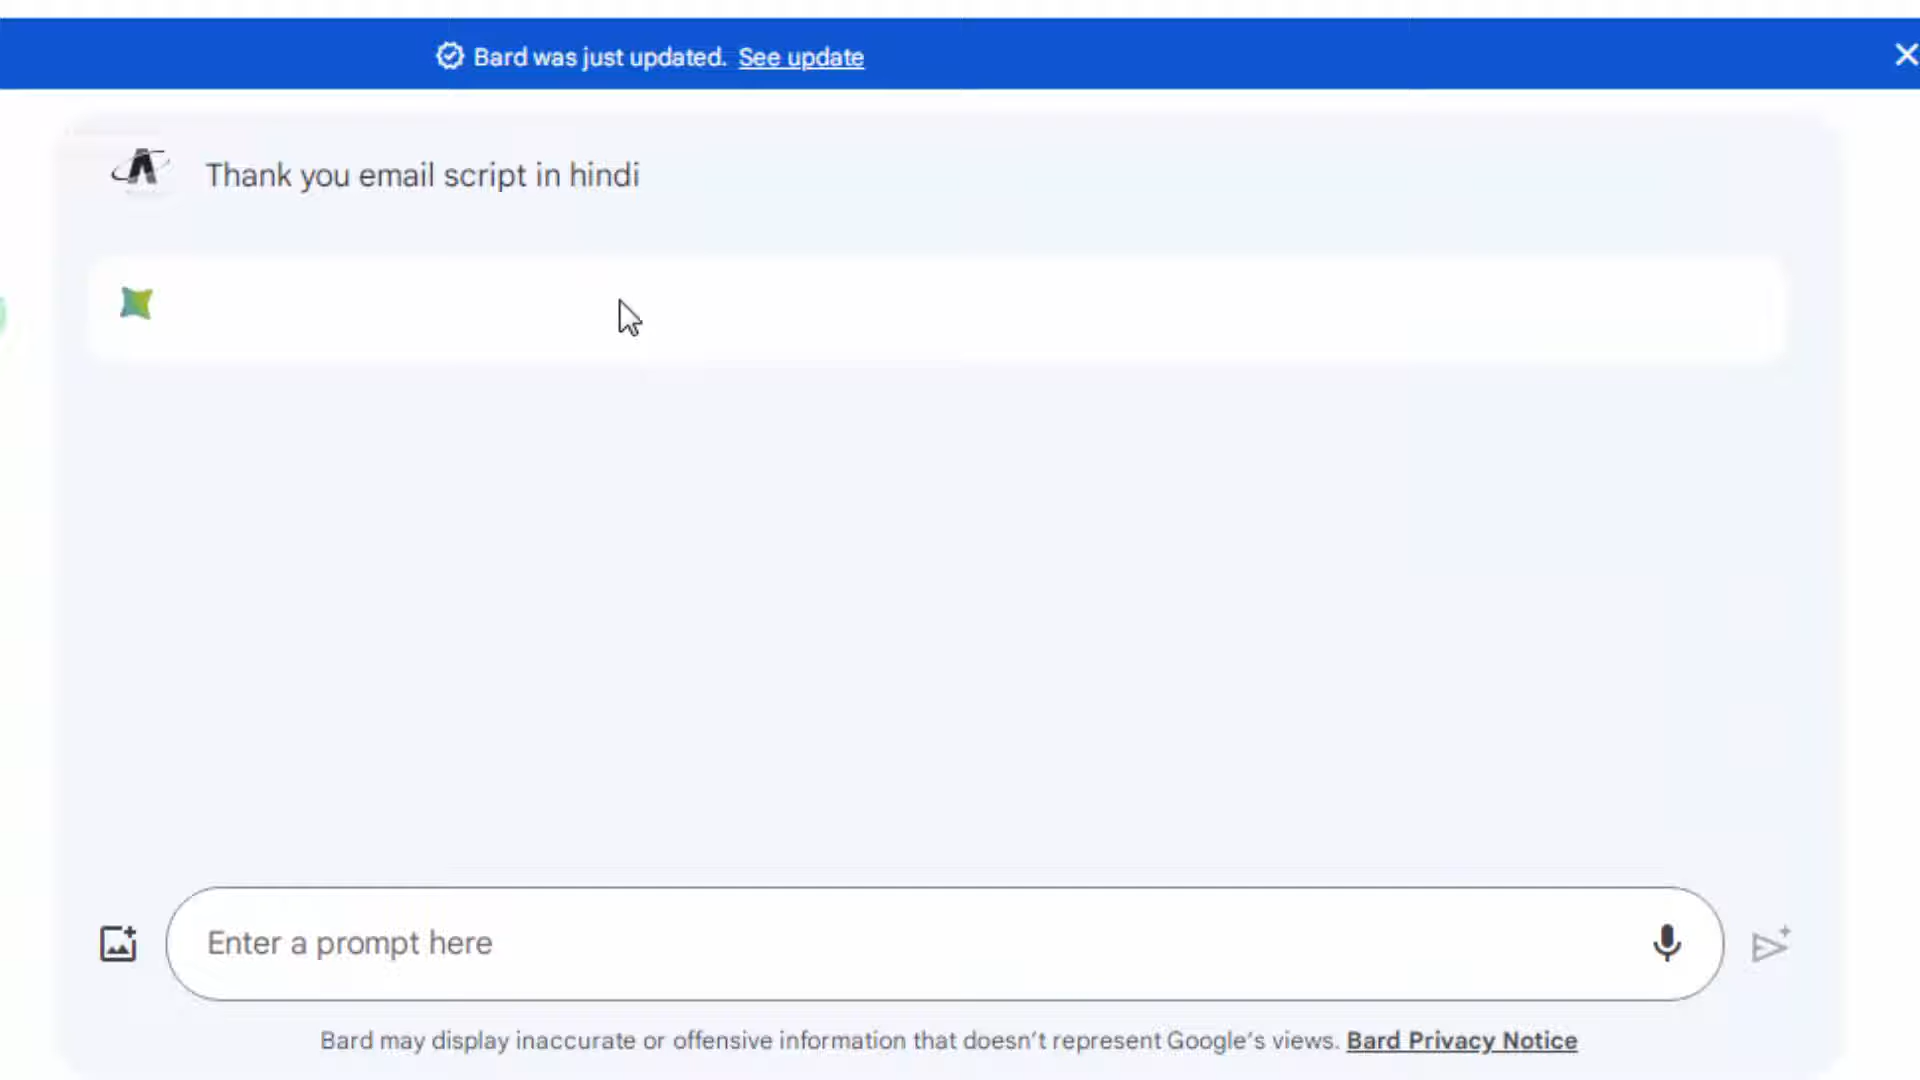 Bard was just updated. See update
Thank you email script in hindi
Enter a prompt here
Bard may display inaccurate or offensive information that doesn't represent Google's views. Bard Privacy Notice